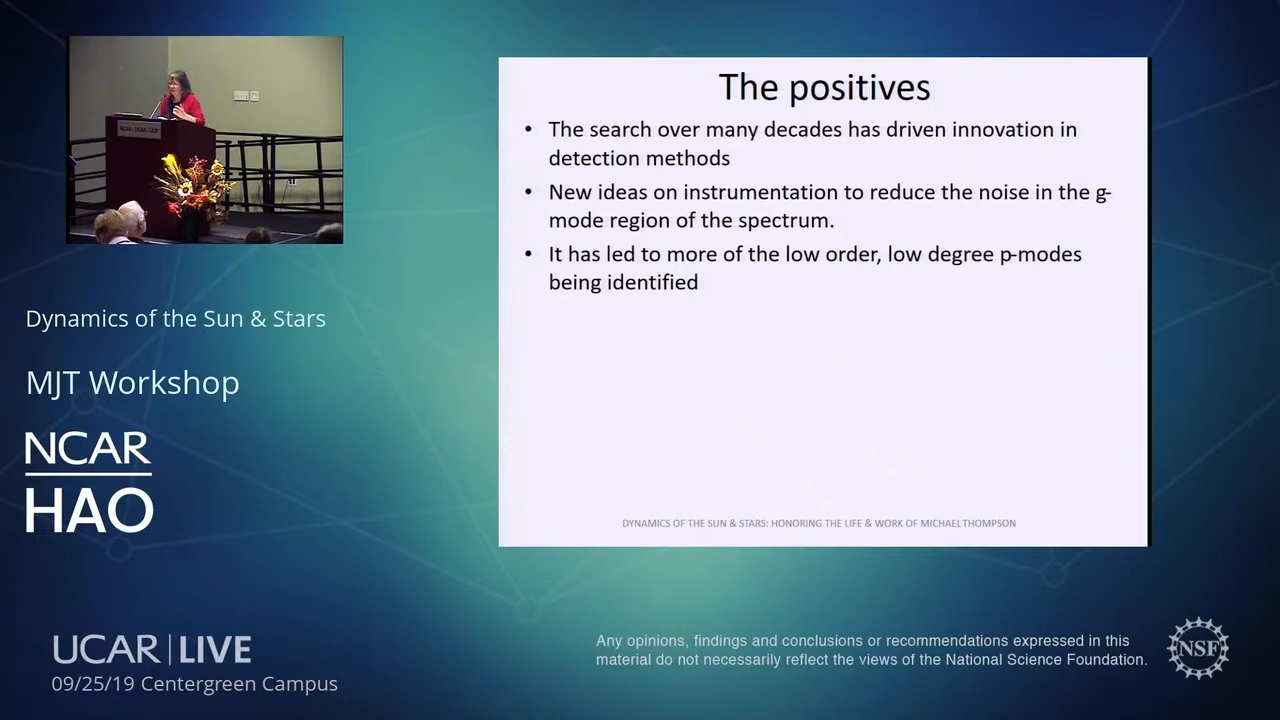 The positives
• The search over many decades has driven innovation in
detection methods
• New ideas on instrumentation to reduce the noise in the g-
mode region of the spectrum.
• It has led to more of the low order, low degree p-modes
being identified
DYNAMICS OF THE SUN & STARS: HONORING THE LIFE & WORK OF MICHAEL THOMPSON
NCAR - UCAR - UCP
Dynamics of the Sun & Stars
MJT Workshop
NCAR
HAO
UCAR | LIVE
09/25/19 Centergreen Campus
Any opinions, findings and conclusions or recommendations expressed in this
material do not necessarily reflect the views of the National Science Foundation.
NSF